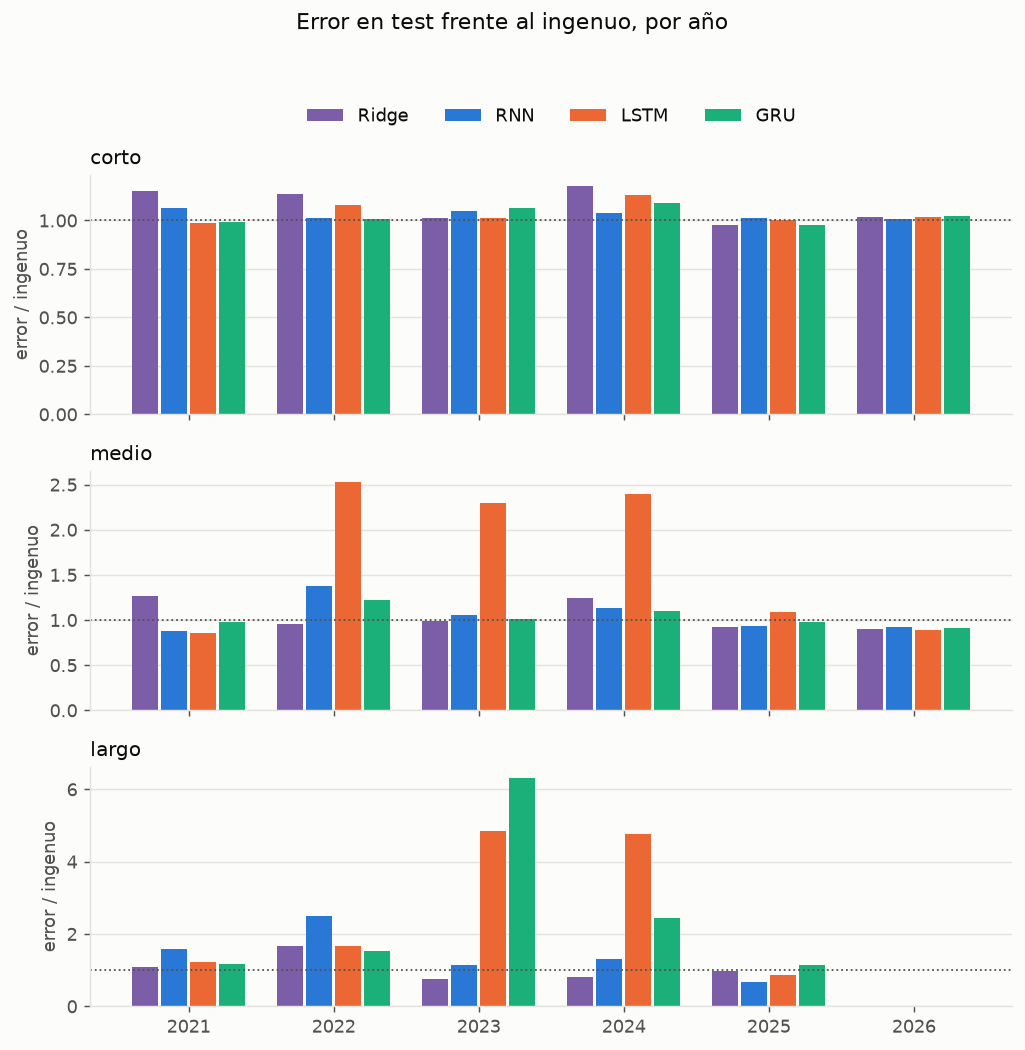 Error en test frente al ingenuo, por año
Ridge RNN LSTM GRU
corto
error / ingenuo
1.00
0.75
0.50
0.25
0.00
medio
error / ingenuo
2.5
2.0
1.5
1.0
0.5
0.0
largo
error / ingenuo
6
4
2
0
2021 2022 2023 2024 2025 2026